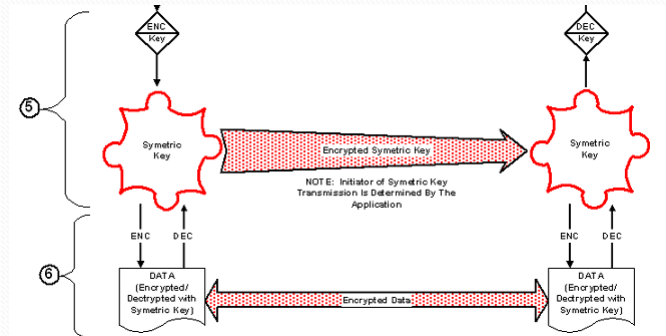 ENC
Key
DEC
Key
5
Symetric
Key
Encrypted Symetric Key
Symetric
Key
NOTE: Initiator of Symetric Key
Transmission Is Determined By The
Application
ENC
DEC
ENC
DEC
6
DATA
(Encrypted/
Dectrypted with
Symetric Key)
Encrypted Data
DATA
(Encrypted/
Dectrypted with
Symetric Key)